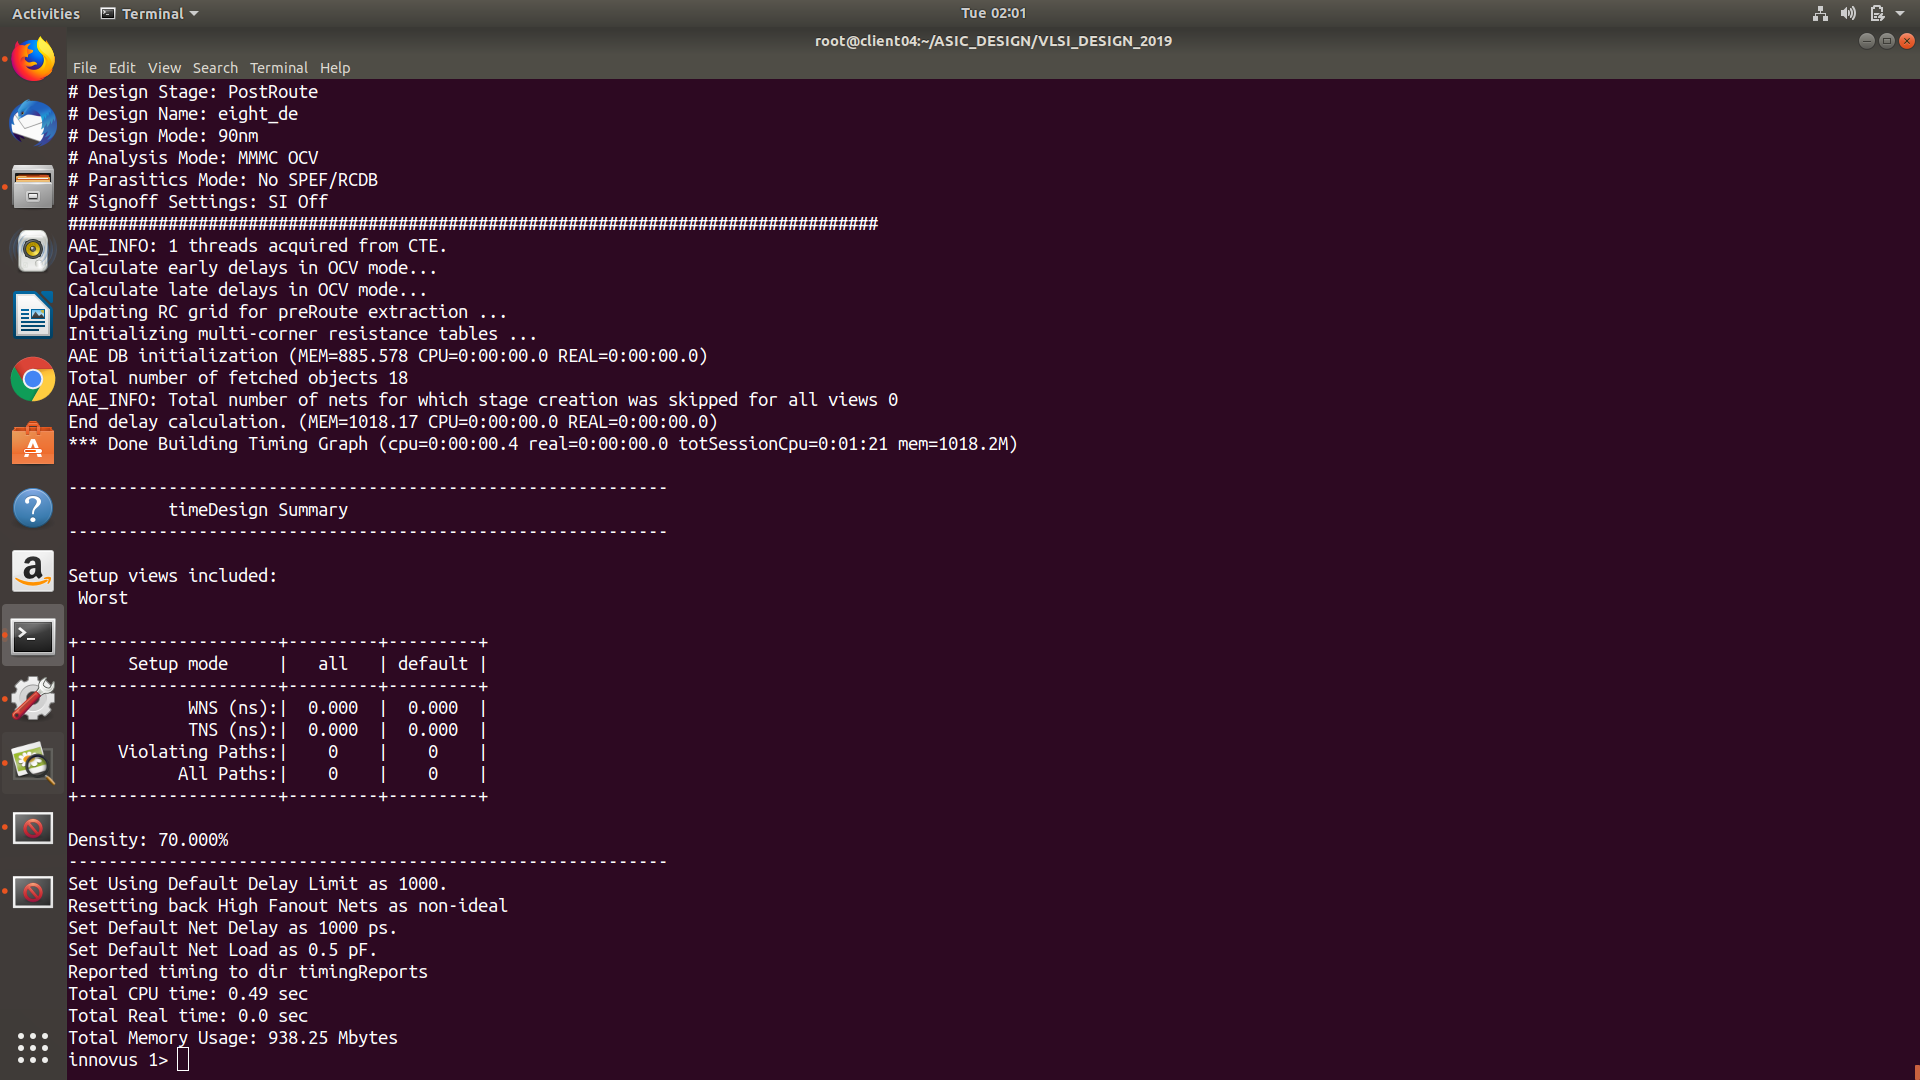 Activities Terminal Tue 02:01
root@client04:~/ASIC_DESIGN/VLSI_DESIGN_2019
File Edit View Search Terminal Help
# Design Stage: PostRoute
# Design Name: eight_de
# Design Mode: 90nm
# Analysis Mode: MMMC OCV
# Parasitics Mode: No SPEF/RCDB
# Signoff Settings: SI Off
#################################################################################
AAE_INFO: 1 threads acquired from CTE.
Calculate early delays in OCV mode...
Calculate late delays in OCV mode...
Updating RC grid for preRoute extraction ...
Initializing multi-corner resistance tables ...
AAE DB initialization (MEM=885.578 CPU=0:00:00.0 REAL=0:00:00.0)
Total number of fetched objects 18
AAE_INFO: Total number of nets for which stage creation was skipped for all views 0
End delay calculation. (MEM=1018.17 CPU=0:00:00.0 REAL=0:00:00.0)
*** Done Building Timing Graph (cpu=0:00:00.4 real=0:00:00.0 totSessionCpu=0:01:21 mem=1018.2M)
------------------------------------------------------------
          timeDesign Summary
------------------------------------------------------------
Setup views included:
 Worst
+--------------------+---------+---------+
|     Setup mode     |   all   | default |
+--------------------+---------+---------+
|           WNS (ns):|  0.000  |  0.000  |
|           TNS (ns):|  0.000  |  0.000  |
|    Violating Paths:|    0    |    0    |
|          All Paths:|    0    |    0    |
+--------------------+---------+---------+
Density: 70.000%
------------------------------------------------------------
Set Using Default Delay Limit as 1000.
Resetting back High Fanout Nets as non-ideal
Set Default Net Delay as 1000 ps.
Set Default Net Load as 0.5 pF.
Reported timing to dir timingReports
Total CPU time: 0.49 sec
Total Real time: 0.0 sec
Total Memory Usage: 938.25 Mbytes
innovus 1>